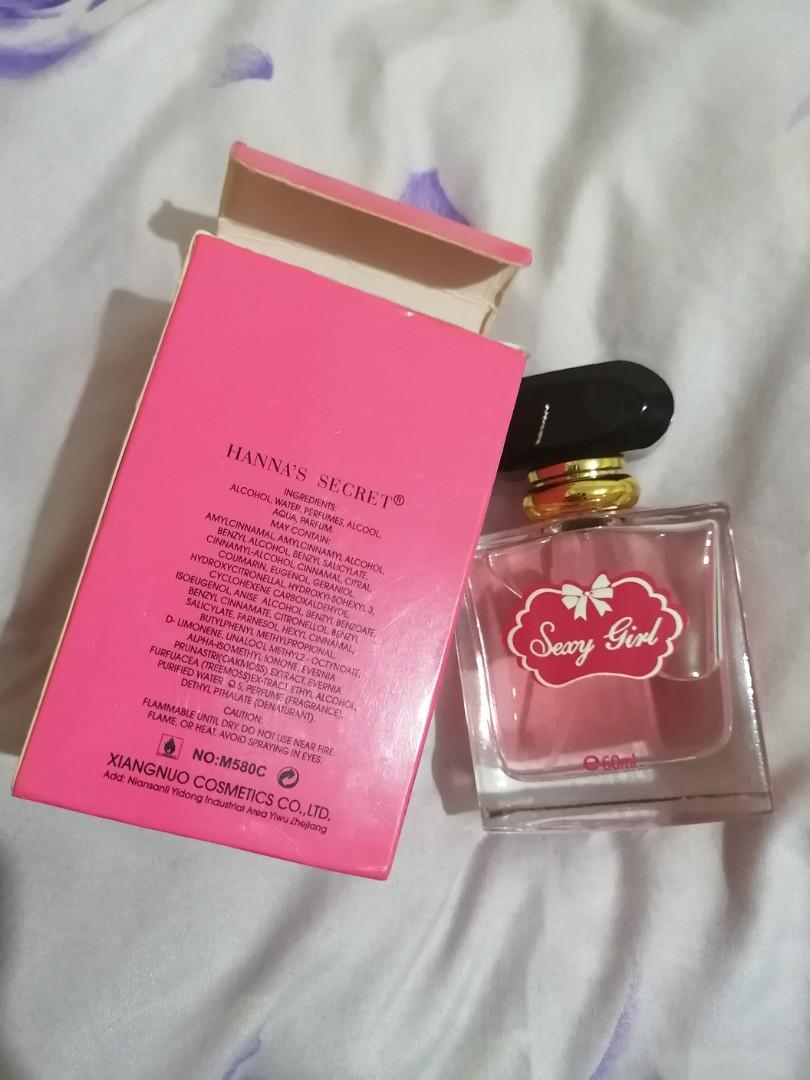 HANNA'S SECRET®
INGREDIENTS:
ALCOHOL, WATER, PERFUMES, ALCOOL,
AQUA, PARFUM.
MAY CONTAIN:
AMYLCINNAMAL, AMYLCINNAMYL ALCOHOL,
BENZYL ALCOHOL, BENZYL SALICYLATE,
CINNAMYL-ALCOHOL, CINNAMAL, CITRAL,
COUMARIN, EUGENOL, GERANIOL,
HYDROXYCITRONELLAL, HYDROXYL-SOHEXYL 3,
CYCLOHEXENE CARBOXALDEHYDE,
ISOEUGENOL, ANISE ALCOHOL, BENZYL BENZOATE,
BENZYL CINNAMATE, CITRONELLOL, BENZYL
SALICYLATE, FARNESOL, HEXYL CINNAMAL,
BUTYLPHENYL METHYLPROPIONAL
D- LIMONENE, LINALOOL METHYL2 - OCTYNOATE,
ALPHA-ISOMETHYL IONONE, EVERNIA
PRUNASTRI(OAKMOSS) EXTRACT, EVERNIA
FURFUACEA (TREEMOSS)EX-TRACT, ETHYL ALCOHOL,
PURIFIED WATER Q S, PERFUME (FRAGRANCE),
DETHYL PTHALATE (DENATURANT).
CAUTION:
FLAMMABLE UNTIL DRY. DO NOT USE NEAR FIRE,
FLAME, OR HEAT. AVOID SPRAYING IN EYES.
NO:M580C
XIANGNUO COSMETICS CO.,LTD.
Add: Niansanli Yidong Industrial Area Yiwu Zhejiang
Sexy Girl
e 60ml